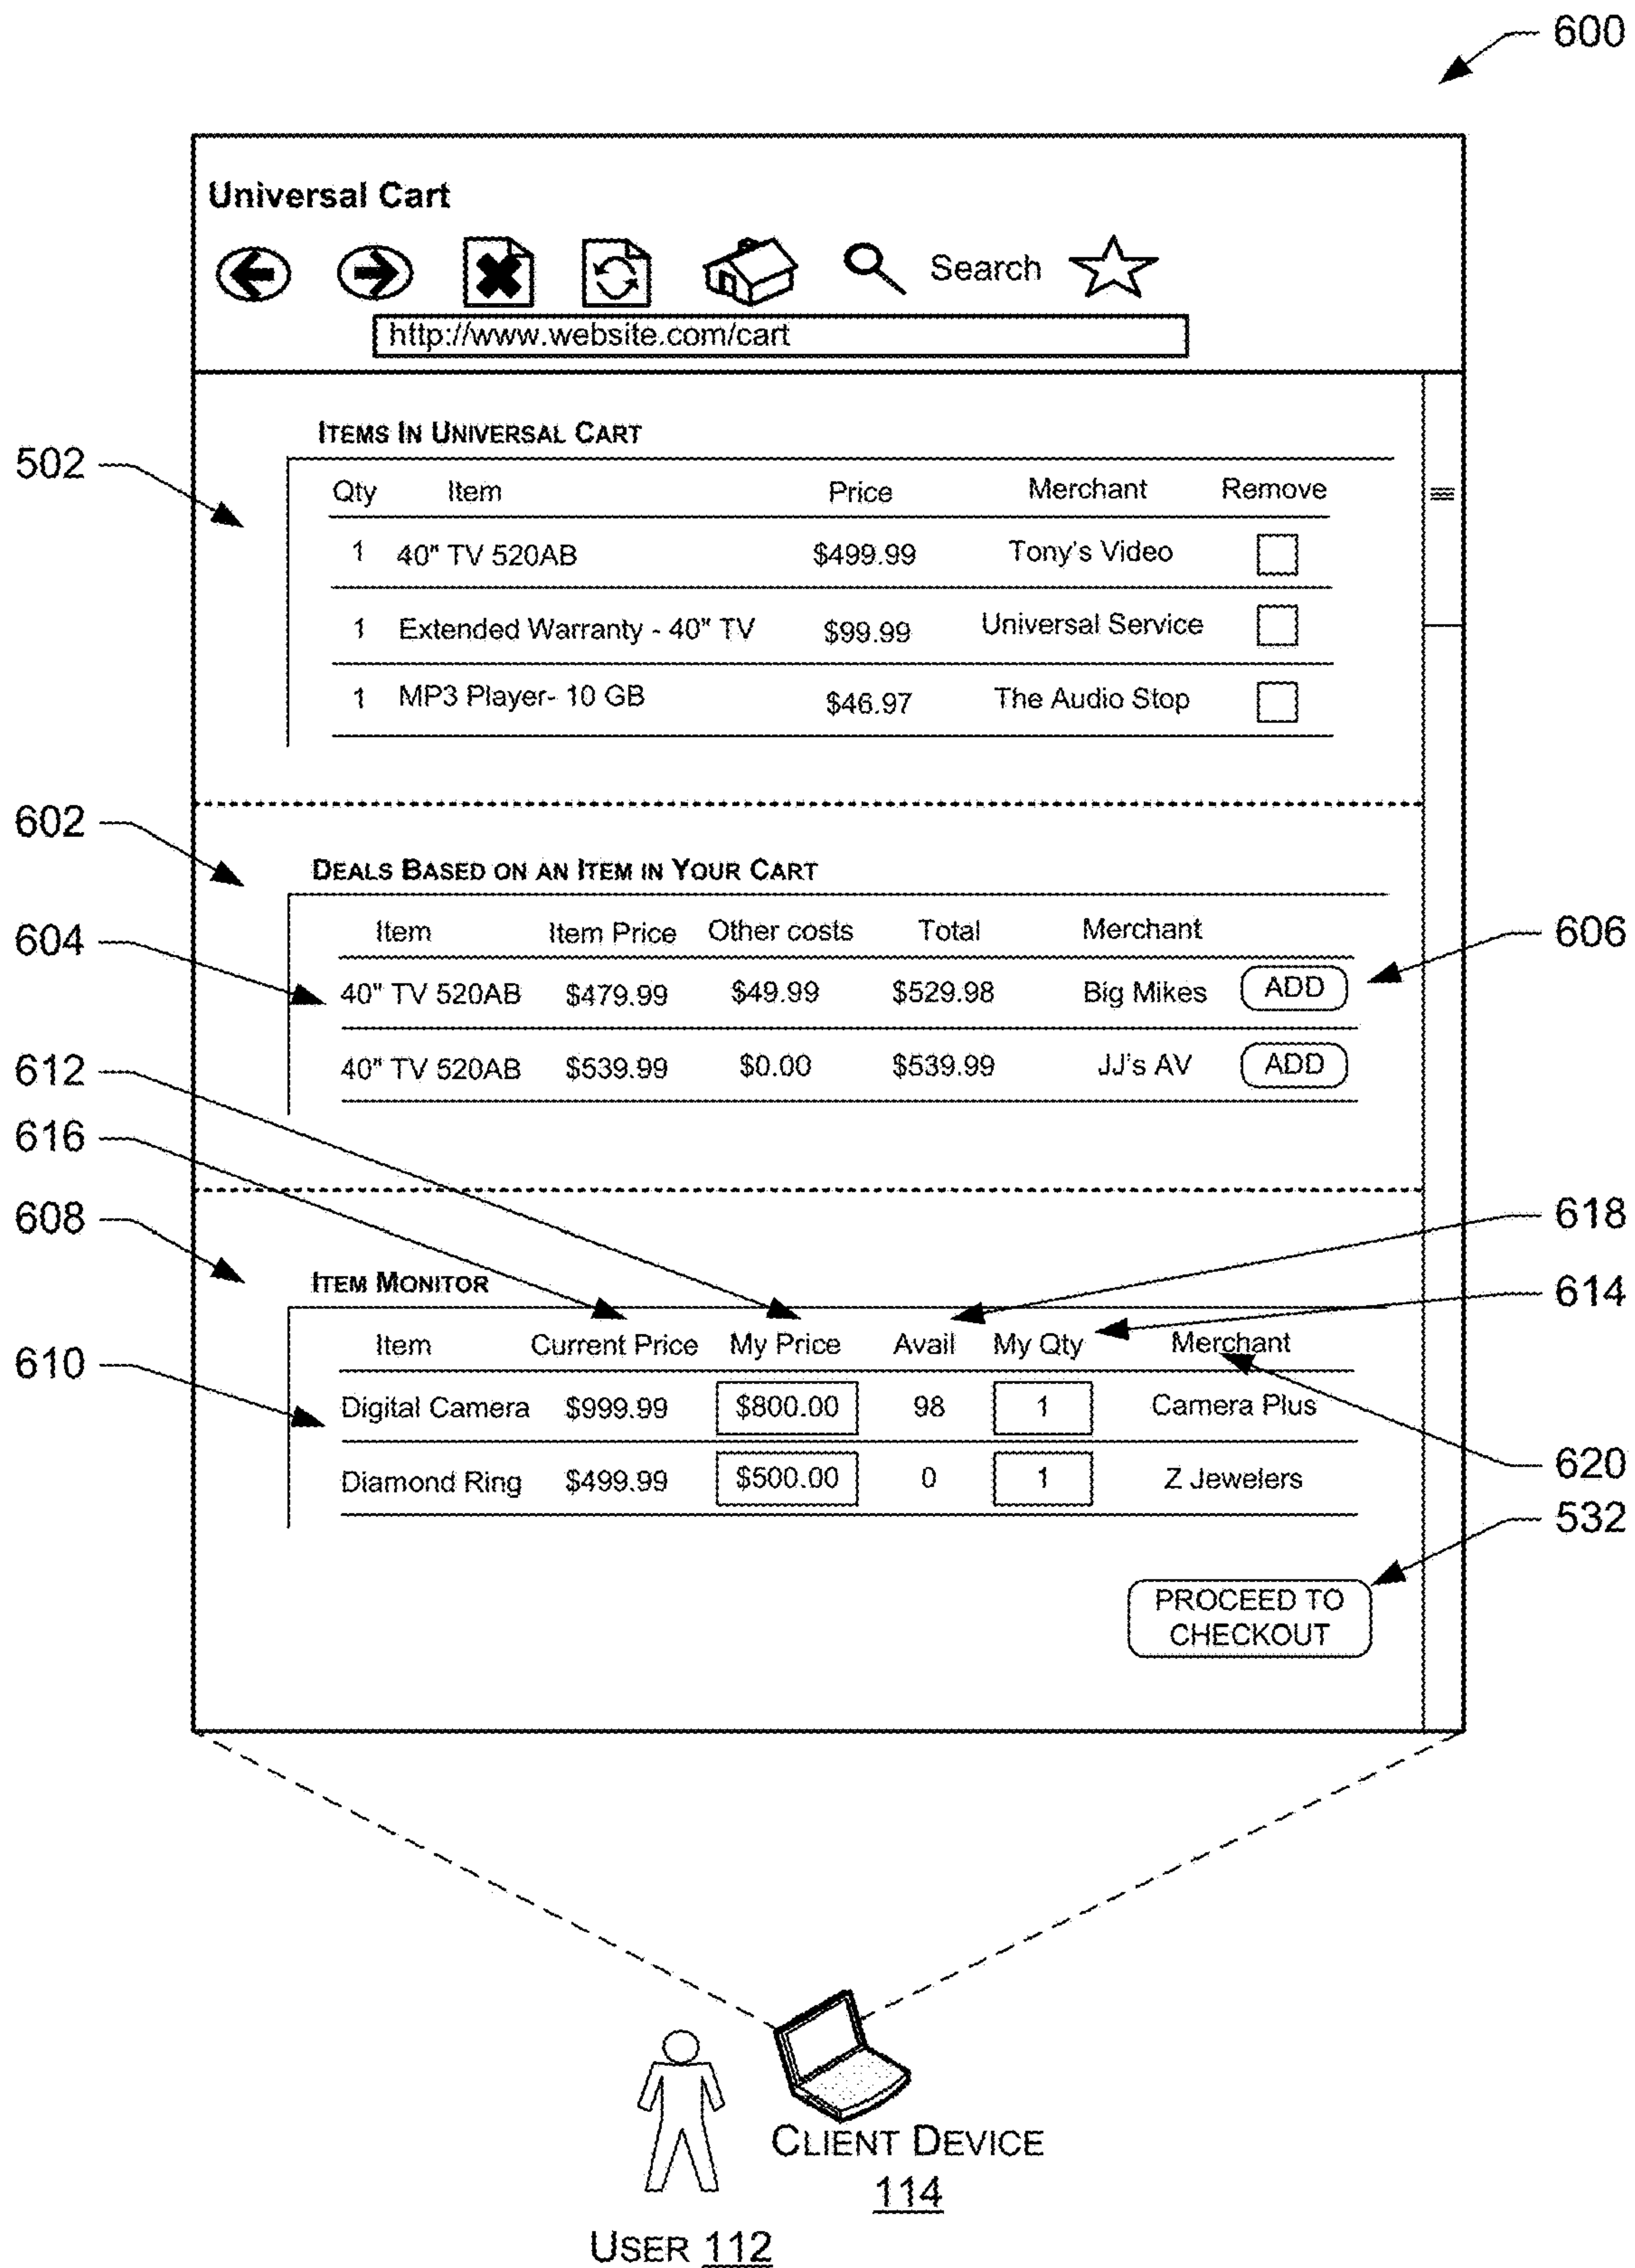 600
Universal Cart
Search
http://www.website.com/cart
ITEMS IN UNIVERSAL CART
502
Qty Item Price Merchant Remove
1 40" TV 520AB $499.99 Tony's Video
1 Extended Warranty - 40" TV $99.99 Universal Service
1 MP3 Player- 10 GB $46.97 The Audio Stop
602
DEALS BASED ON AN ITEM IN YOUR CART
604 Item Item Price Other costs Total Merchant 606
40" TV 520AB $479.99 $49.99 $529.98 Big Mikes ADD
612 40" TV 520AB $539.99 $0.00 $539.99 JJ's AV ADD
616
608 618
ITEM MONITOR 614
610 Item Current Price My Price Avail My Qty Merchant
Digital Camera $999.99 $800.00 98 1 Camera Plus
620
Diamond Ring $499.99 $500.00 0 1 Z Jewelers
532
PROCEED TO
CHECKOUT
CLIENT DEVICE
114
USER 112